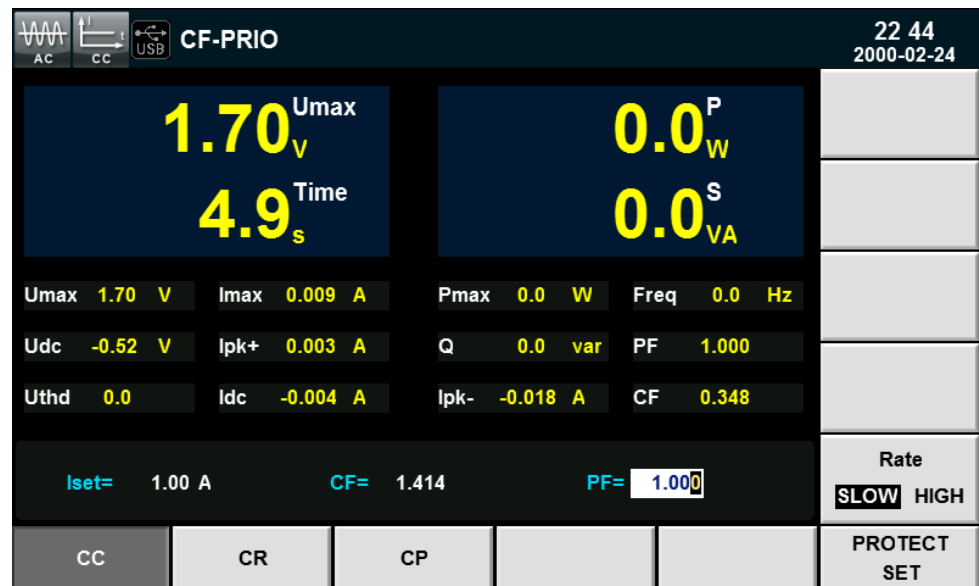 AC I t CC USB CF-PRIO 22 44
2000-02-24
1.70 V Umax 0.0 W P
4.9 s Time 0.0 VA S
Umax 1.70 V Imax 0.009 A Pmax 0.0 W Freq 0.0 Hz
Udc -0.52 V Ipk+ 0.003 A Q 0.0 var PF 1.000
Uthd 0.0 Idc -0.004 A Ipk- -0.018 A CF 0.348
Iset= 1.00 A CF= 1.414 PF= 1.000
Rate
SLOW HIGH
CC CR CP
PROTECT
SET